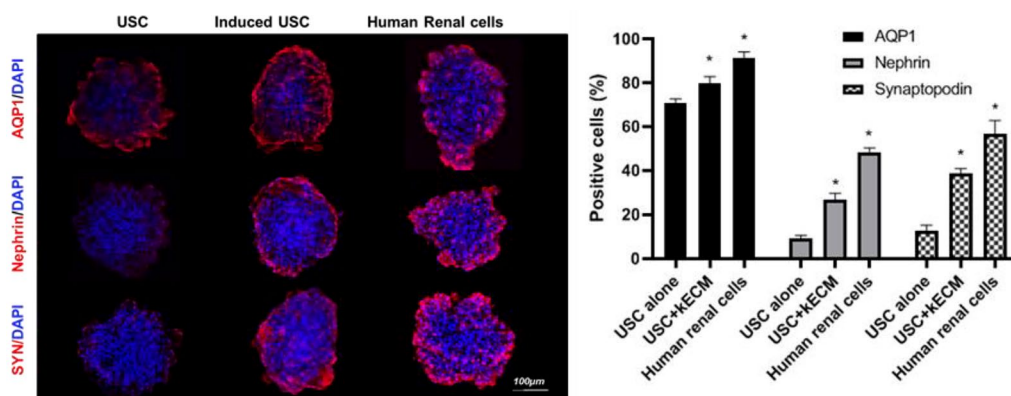 USC Induced USC Human Renal cells
AQP1/DAPI
Nephrin/DAPI
SYN/DAPI
100µm
Positive cells (%)
100
80
60
40
20
0
AQP1
Nephrin
Synaptopodin
* * * * * *
USC alone
USC+kECM
Human renal cells
USC alone
USC+kECM
Human renal cells
USC alone
USC+kECM
Human renal cells